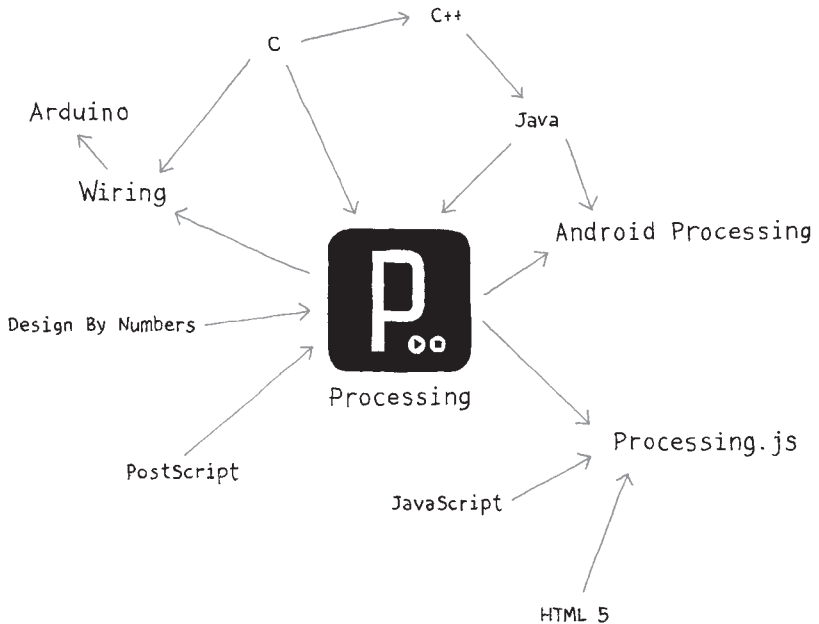 C++
C
Arduino
Java
Wiring
Android Processing
P
Design By Numbers
Processing
Processing.js
PostScript
JavaScript
HTML 5